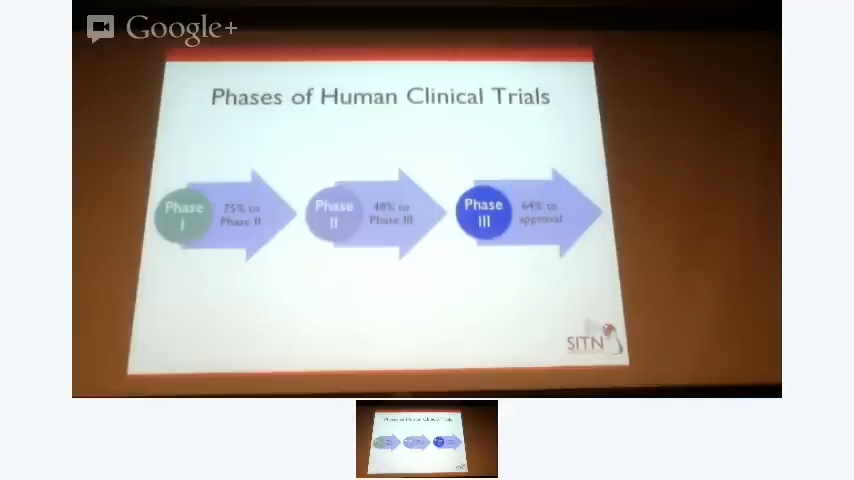 Google+
Phases of Human Clinical Trials
Phase
I
75% to
Phase II
Phase
II
48% to
Phase III
Phase
III
64% to
approval
SITN